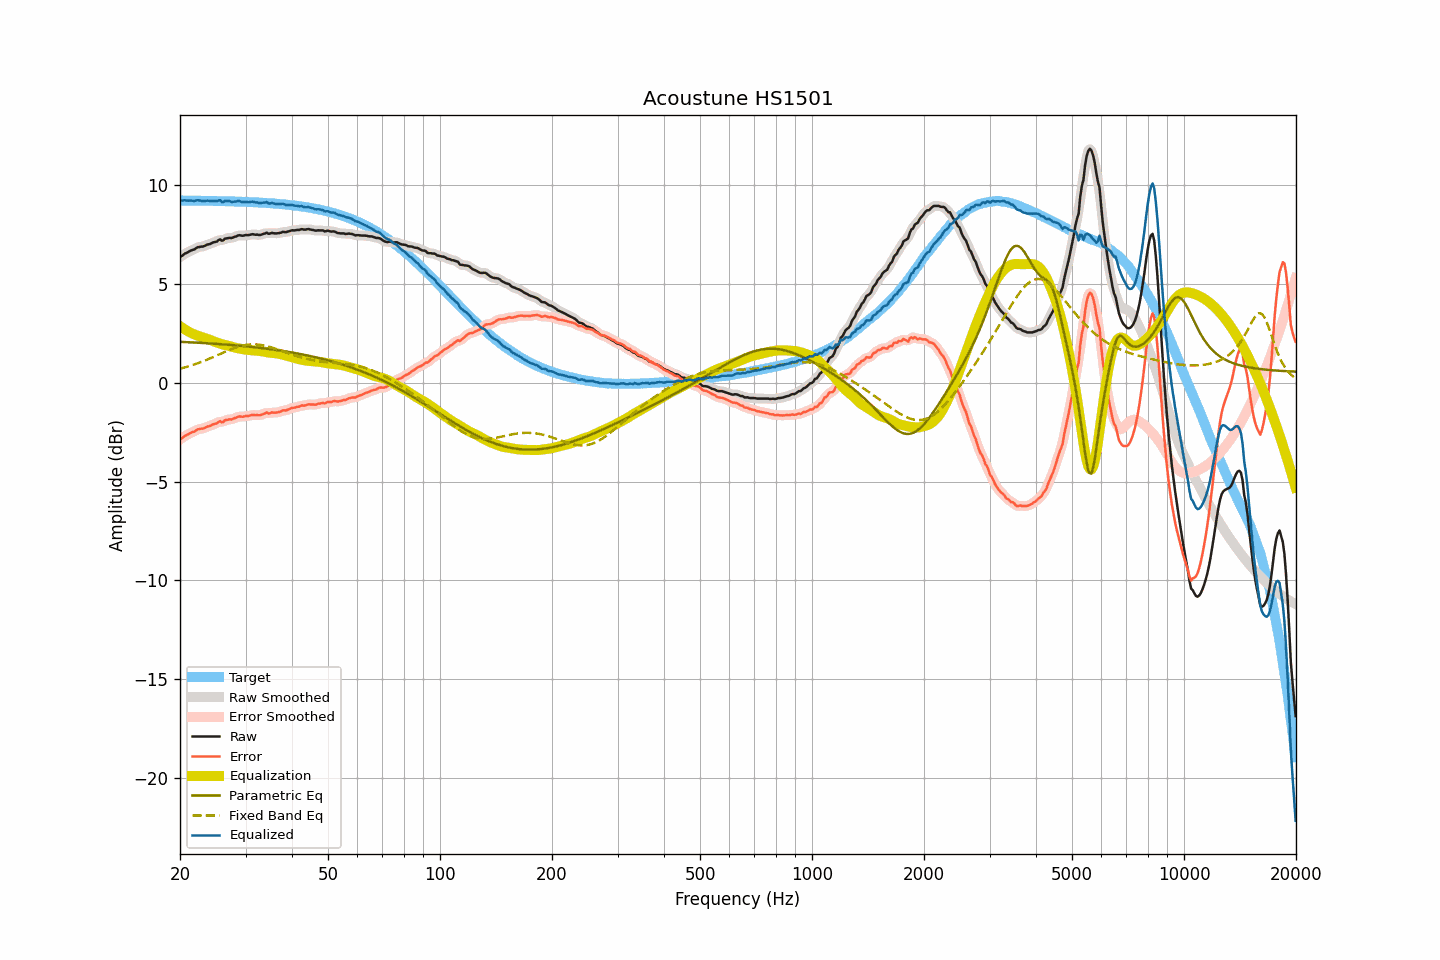 Acoustune HS1501
10
5
0
−5
−10
−15
−20
Amplitude (dBr)
Target
Raw Smoothed
Error Smoothed
Raw
Error
Equalization
Parametric Eq
Fixed Band Eq
Equalized
20 50 100 200 500 1000 2000 5000 10000 20000
Frequency (Hz)